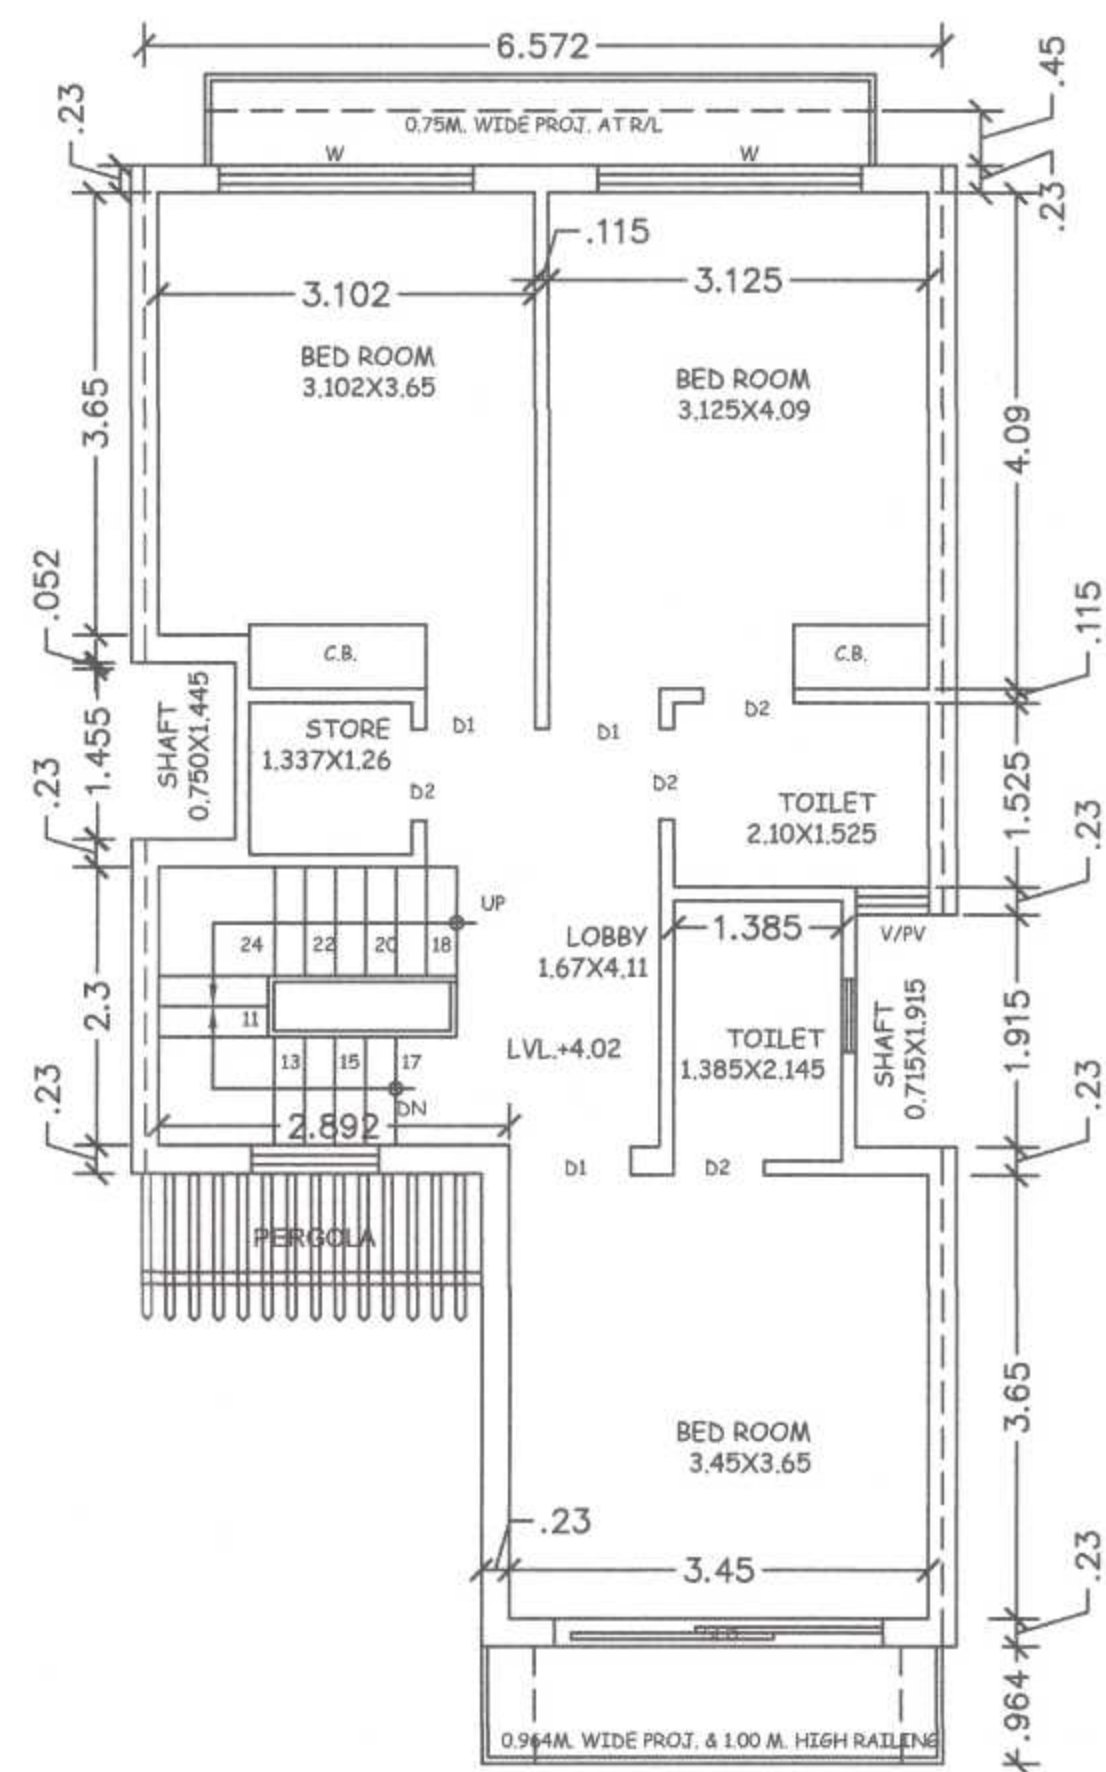 6.572
.45
.23
0.75M. WIDE PROJ. AT R/L
W
W
.23
.115
3.102
3.125
BED ROOM
3.102X3.65
BED ROOM
3.125X4.09
3.65
4.09
.052
.115
C.B.
C.B.
SHAFT
0.750X1.445
STORE
1.337X1.26
D1
D1
D2
D2
D2
1.455
.23
TOILET
2.10X1.525
1.525
.23
UP
24
22
20
18
LOBBY
1.67X4.11
1.385
V/PV
2.3
11
13
15
17
LVL.+4.02
TOILET
1.385X2.145
SHAFT
0.715X1.915
1.915
.23
.23
DN
2.892
D1
D2
PERGOLA
BED ROOM
3.45X3.65
3.65
.23
3.45
.23
.964
0.964M. WIDE PROJ. & 1.00 M. HIGH RAILING